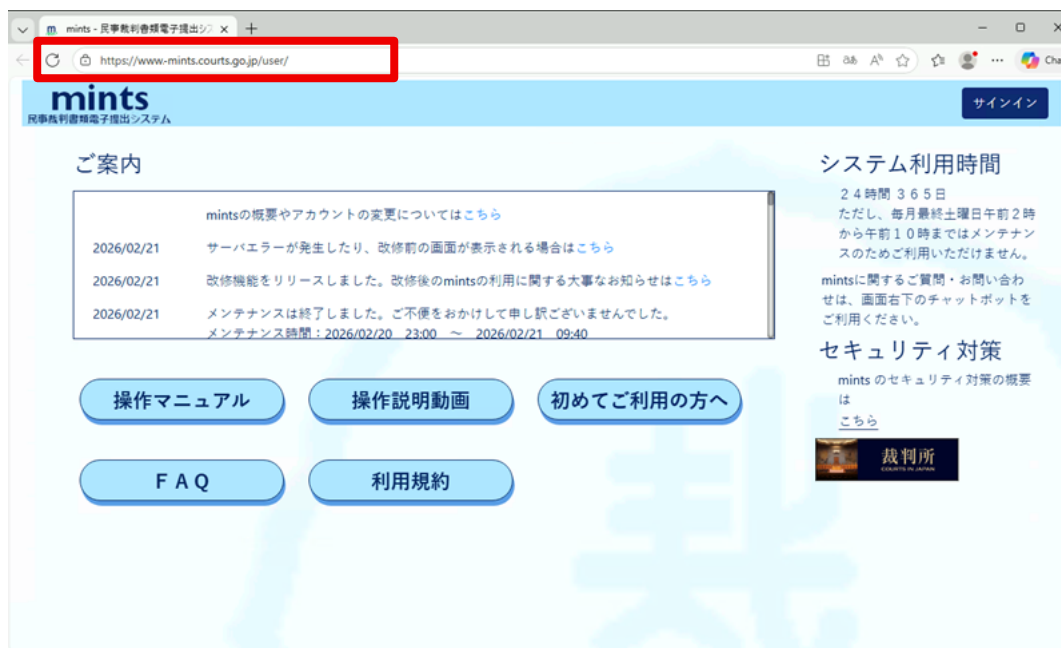 mints - 民事裁判書類電子提出シス
https://www.-mints.courts.go.jp/user/
Cha
mints
民事裁判書類電子提出システム
サインイン
ご案内
mintsの概要やアカウントの変更についてはこちら
2026/02/21 サーバエラーが発生したり、改修前の画面が表示される場合はこちら
2026/02/21 改修機能をリリースしました。改修後のmintsの利用に関する大事なお知らせはこちら
2026/02/21 メンテナンスは終了しました。ご不便をおかけして申し訳ございませんでした。
メンテナンス時間：2026/02/20 23:00 ～ 2026/02/21 09:40
操作マニュアル
操作説明動画
初めてご利用の方へ
ＦＡＱ
利用規約
システム利用時間
２４時間３６５日
ただし、毎月最終土曜日午前２時
から午前１０時まではメンテナン
スのためご利用いただけません。
mintsに関するご質問・お問い合わ
せは、画面右下のチャットボットを
ご利用ください。
セキュリティ対策
mints のセキュリティ対策の概要
は
こちら
裁判所
COURTS IN JAPAN